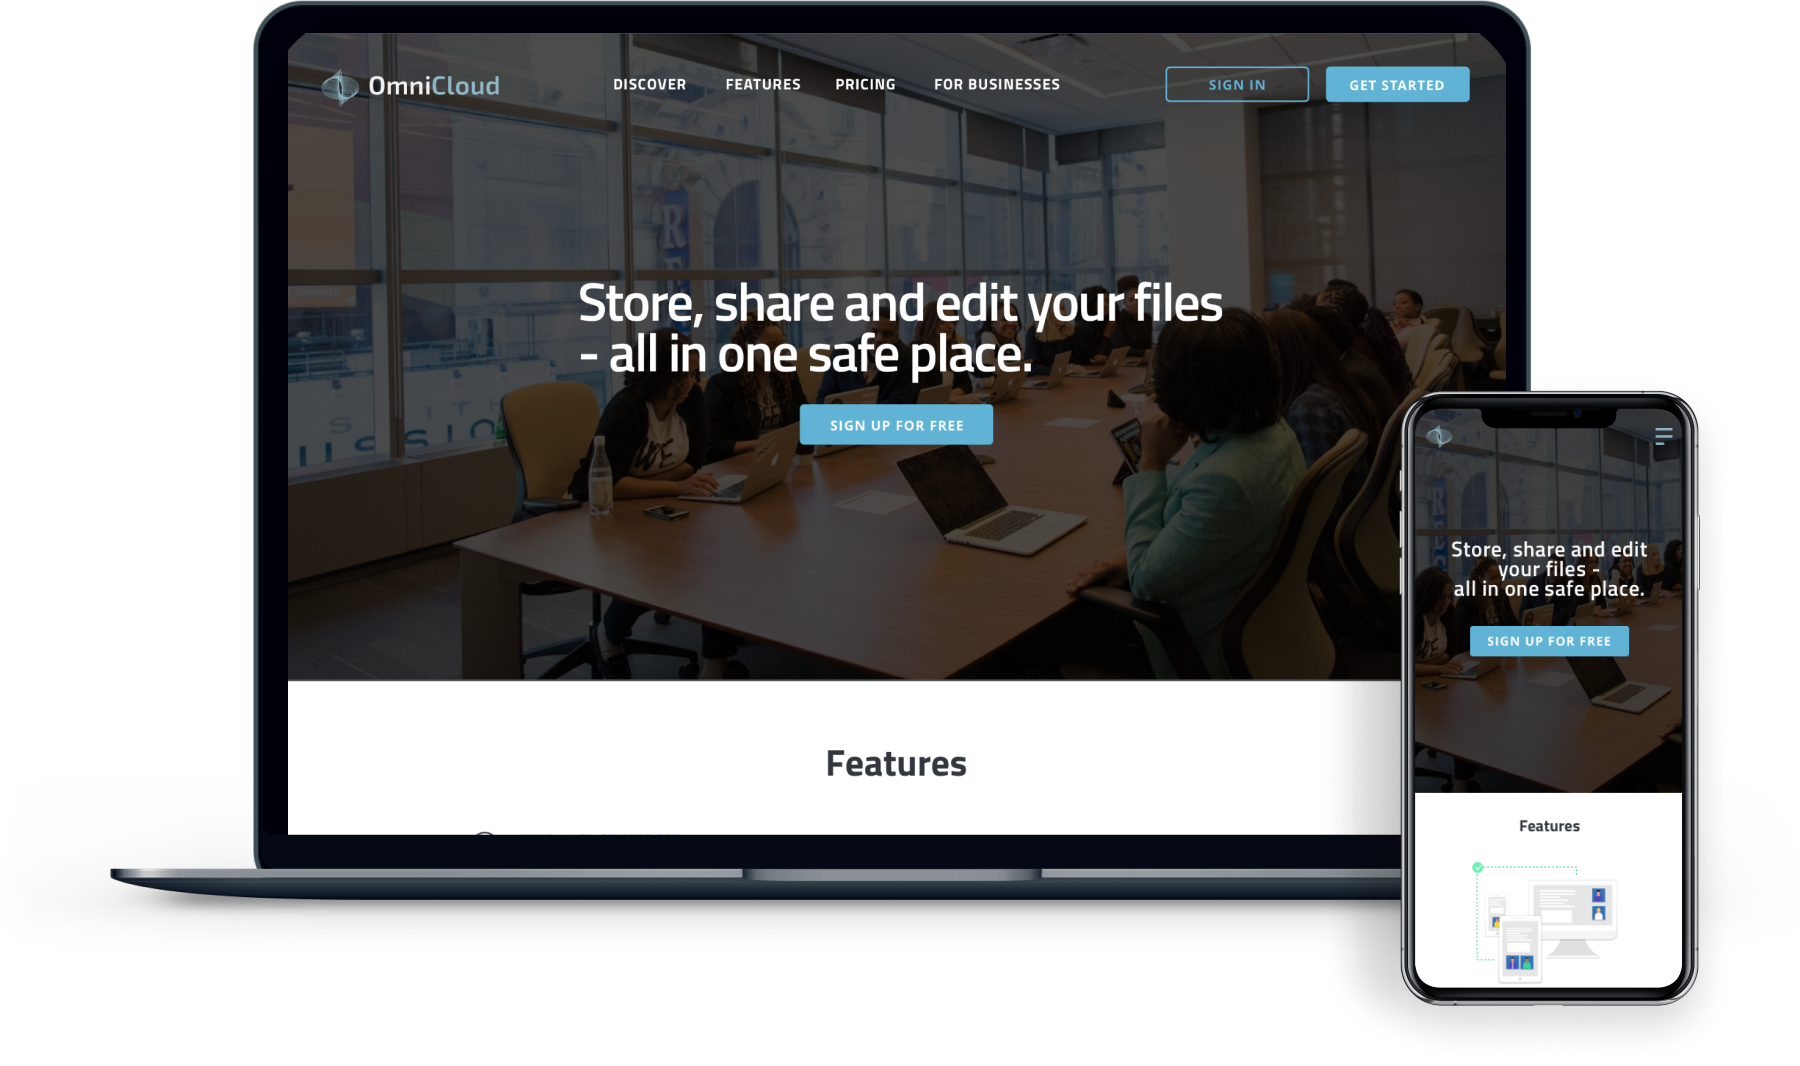 OmniCloud
DISCOVER
FEATURES
PRICING
FOR BUSINESSES
SIGN IN
GET STARTED
Store, share and edit your files
- all in one safe place.
SIGN UP FOR FREE
Features
Store, share and edit
your files -
all in one safe place.
SIGN UP FOR FREE
Features